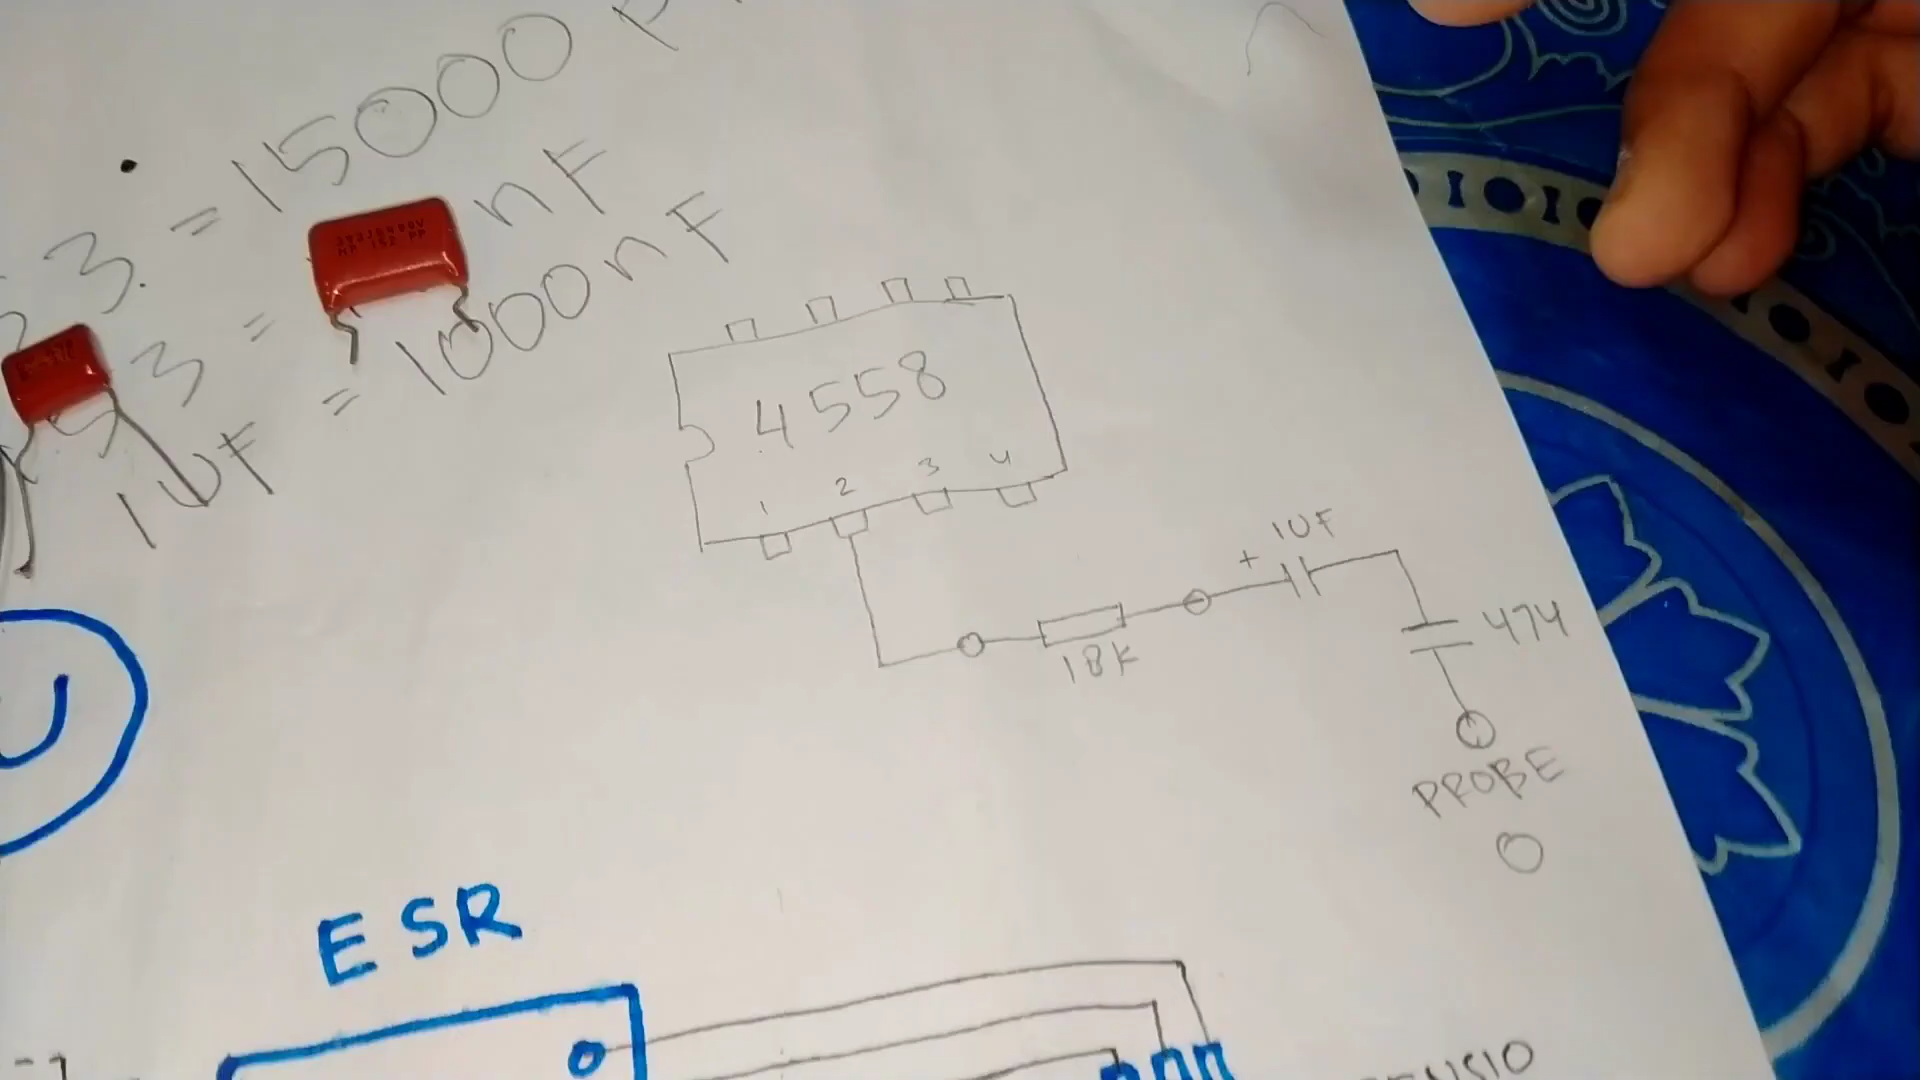 = 15000
3.
= nF
3
1UF = 1000nF
4558
1 2 3 4
+ 1UF
18K
474
PROBE
ESR